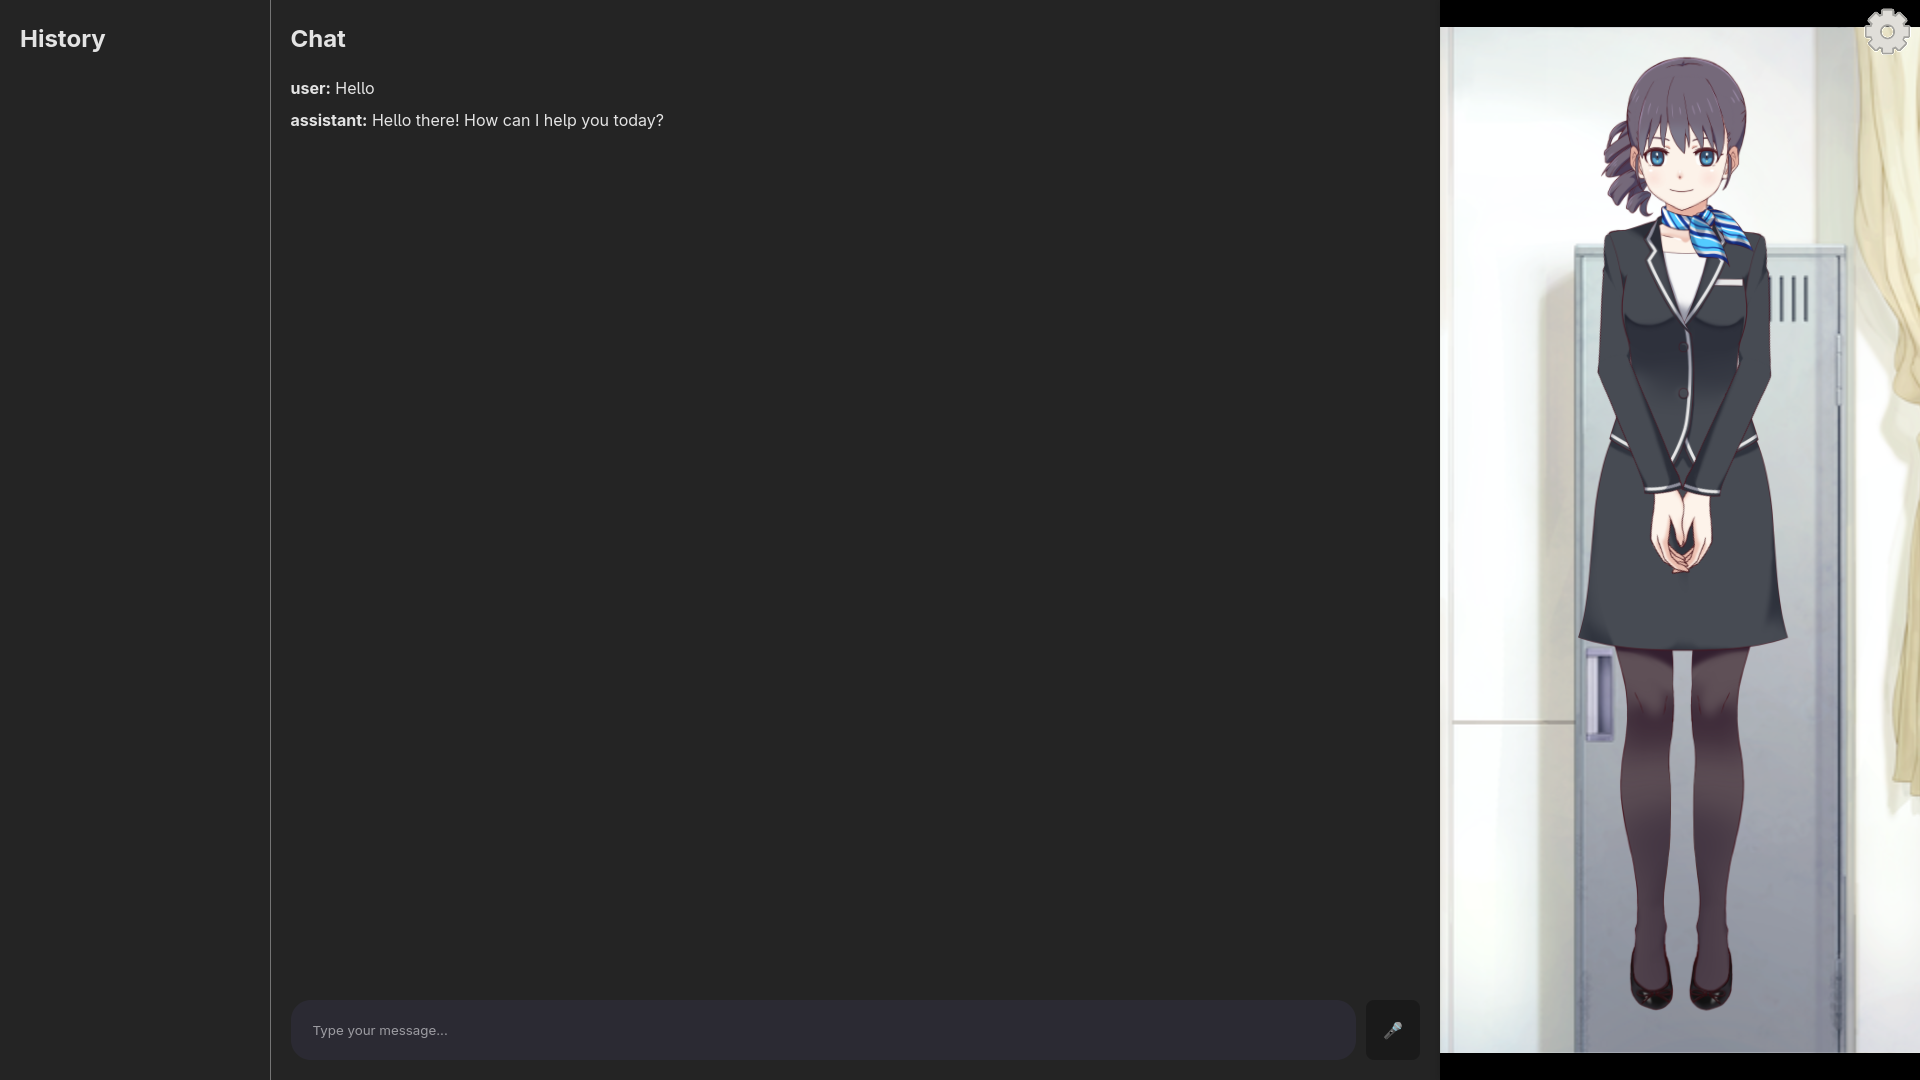 History
Chat
user: Hello
assistant: Hello there! How can I help you today?
Type your message...